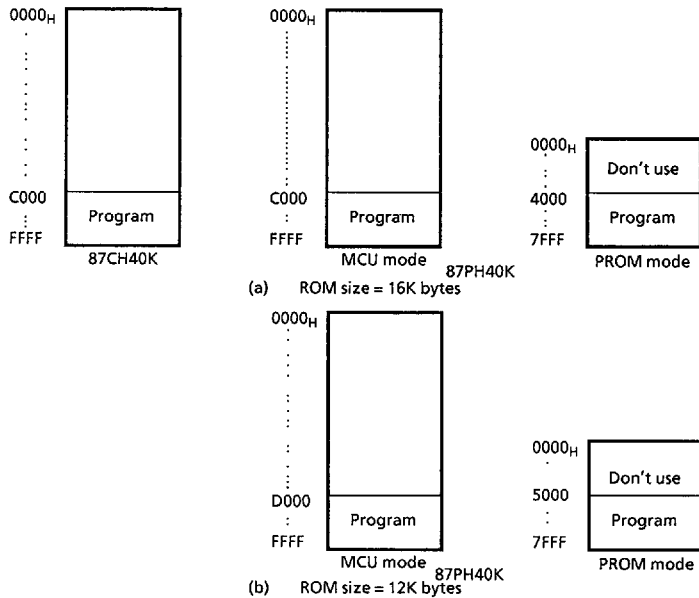 0000H
C000
FFFF
Program
87CH40K
0000H
C000
FFFF
Program
MCU mode
87PH40K
0000H
4000
7FFF
Don't use
Program
PROM mode
(a) ROM size = 16K bytes
0000H
D000
FFFF
Program
MCU mode
87PH40K
0000H
5000
7FFF
Don't use
Program
PROM mode
(b) ROM size = 12K bytes